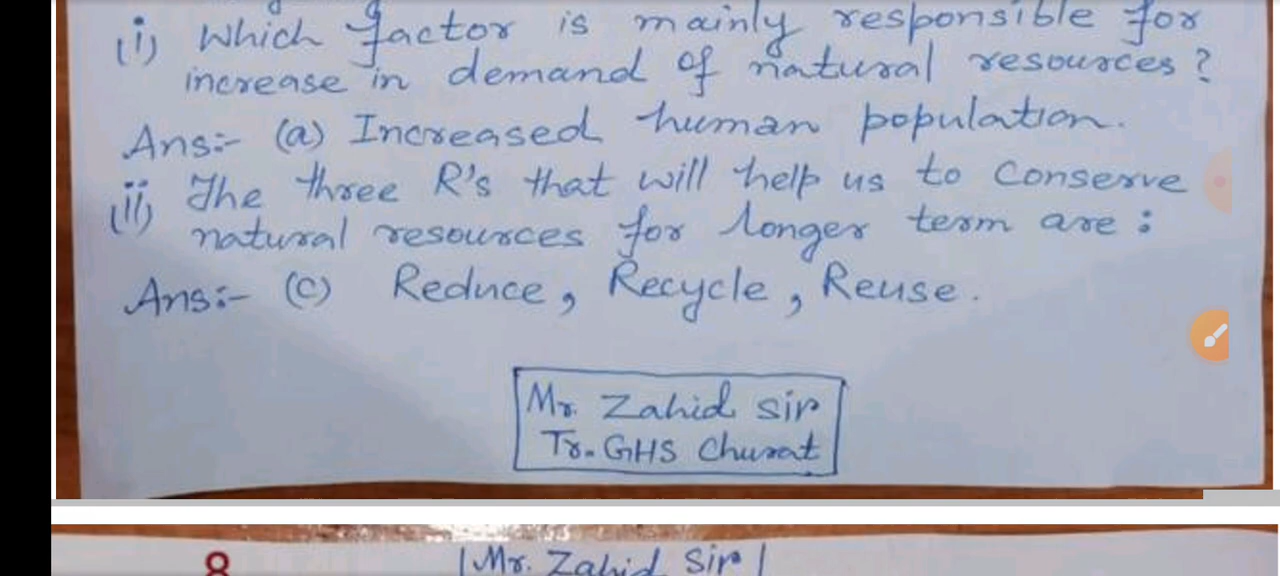 (i) Which factor is mainly responsible for
increase in demand of natural resources?
Ans:- (a) Increased human population.
(ii) The three R's that will help us to conserve
natural resources for longer term are:
Ans:- (C) Reduce, Recycle, Reuse.
Mr. Zahid sir
Tr. GHS Churat
8
Mr. Zahid Sir